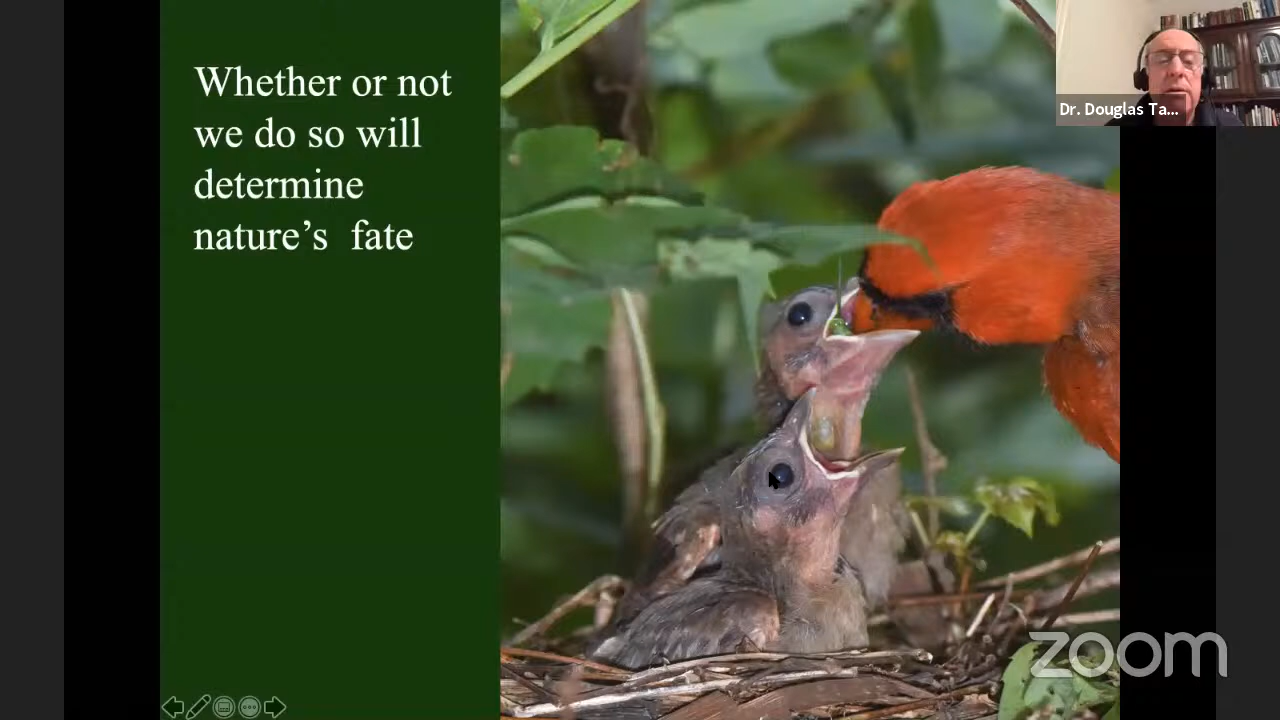 Whether or not
we do so will
determine
nature’s  fate
Dr. Douglas Ta...
zoom